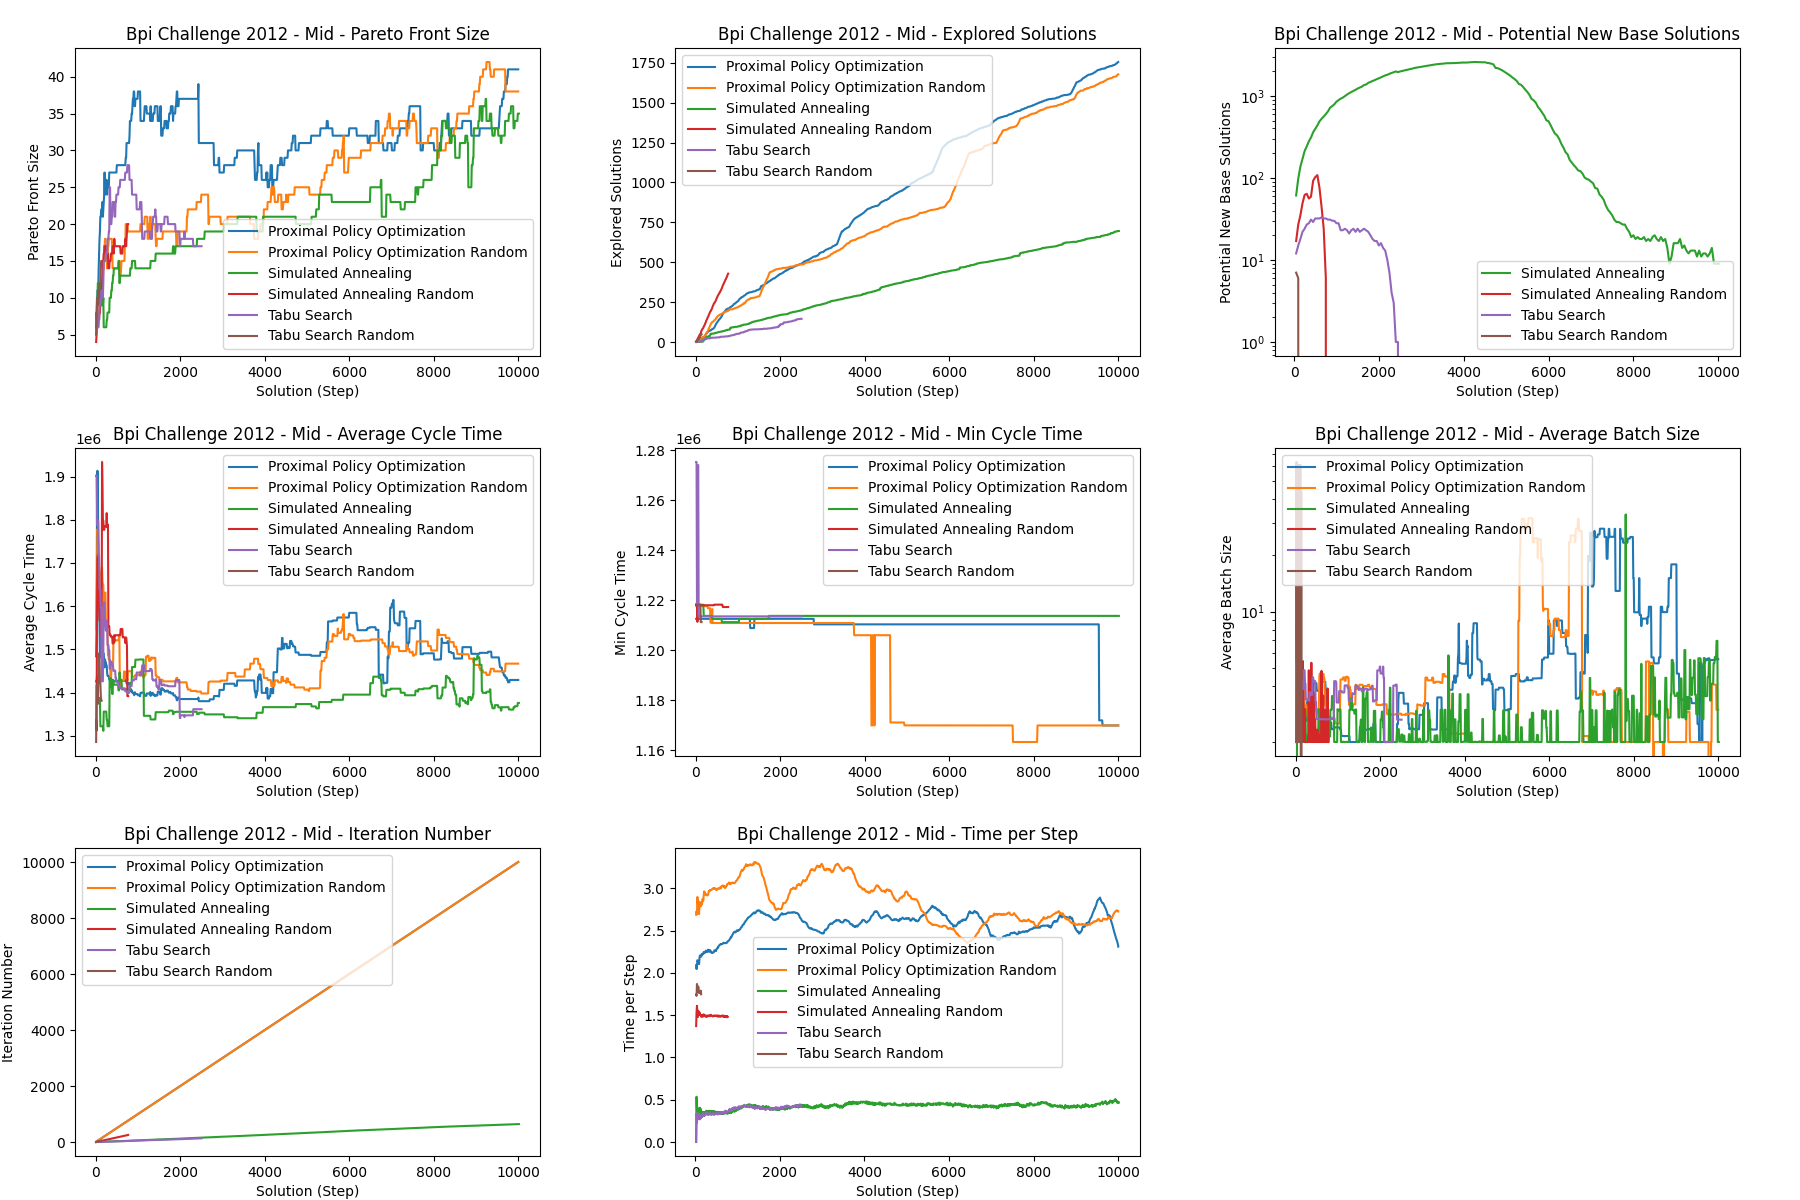 Bpi Challenge 2012 - Mid - Pareto Front Size
Pareto Front Size
40
35
30
25
20
15
10
5
Proximal Policy Optimization
Proximal Policy Optimization Random
Simulated Annealing
Simulated Annealing Random
Tabu Search
Tabu Search Random
0 2000 4000 6000 8000 10000
Solution (Step)
Bpi Challenge 2012 - Mid - Explored Solutions
Explored Solutions
1750
1500
1250
1000
750
500
250
0
Proximal Policy Optimization
Proximal Policy Optimization Random
Simulated Annealing
Simulated Annealing Random
Tabu Search
Tabu Search Random
0 2000 4000 6000 8000 10000
Solution (Step)
Bpi Challenge 2012 - Mid - Potential New Base Solutions
Potential New Base Solutions
10^3
10^2
10^1
10^0
Simulated Annealing
Simulated Annealing Random
Tabu Search
Tabu Search Random
0 2000 4000 6000 8000 10000
Solution (Step)
Bpi Challenge 2012 - Mid - Average Cycle Time
1e6
Average Cycle Time
1.9
1.8
1.7
1.6
1.5
1.4
1.3
Proximal Policy Optimization
Proximal Policy Optimization Random
Simulated Annealing
Simulated Annealing Random
Tabu Search
Tabu Search Random
0 2000 4000 6000 8000 10000
Solution (Step)
Bpi Challenge 2012 - Mid - Min Cycle Time
1e6
Min Cycle Time
1.28
1.26
1.24
1.22
1.20
1.18
1.16
Proximal Policy Optimization
Proximal Policy Optimization Random
Simulated Annealing
Simulated Annealing Random
Tabu Search
Tabu Search Random
0 2000 4000 6000 8000 10000
Solution (Step)
Bpi Challenge 2012 - Mid - Average Batch Size
Average Batch Size
10^1
Proximal Policy Optimization
Proximal Policy Optimization Random
Simulated Annealing
Simulated Annealing Random
Tabu Search
Tabu Search Random
0 2000 4000 6000 8000 10000
Solution (Step)
Bpi Challenge 2012 - Mid - Iteration Number
Iteration Number
10000
8000
6000
4000
2000
0
Proximal Policy Optimization
Proximal Policy Optimization Random
Simulated Annealing
Simulated Annealing Random
Tabu Search
Tabu Search Random
0 2000 4000 6000 8000 10000
Solution (Step)
Bpi Challenge 2012 - Mid - Time per Step
Time per Step
3.0
2.5
2.0
1.5
1.0
0.5
0.0
Proximal Policy Optimization
Proximal Policy Optimization Random
Simulated Annealing
Simulated Annealing Random
Tabu Search
Tabu Search Random
0 2000 4000 6000 8000 10000
Solution (Step)